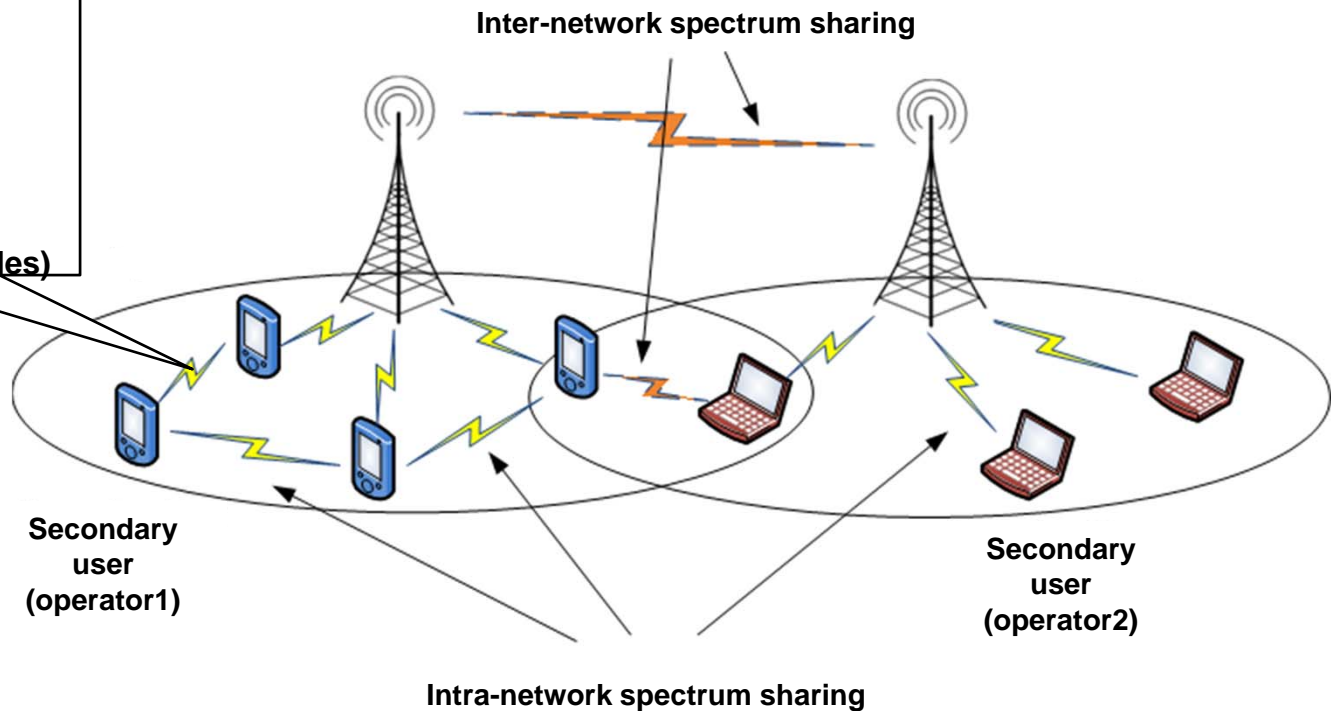 Inter-network spectrum sharing
les)
Secondary
user
(operator1)
Secondary
user
(operator2)
Intra-network spectrum sharing